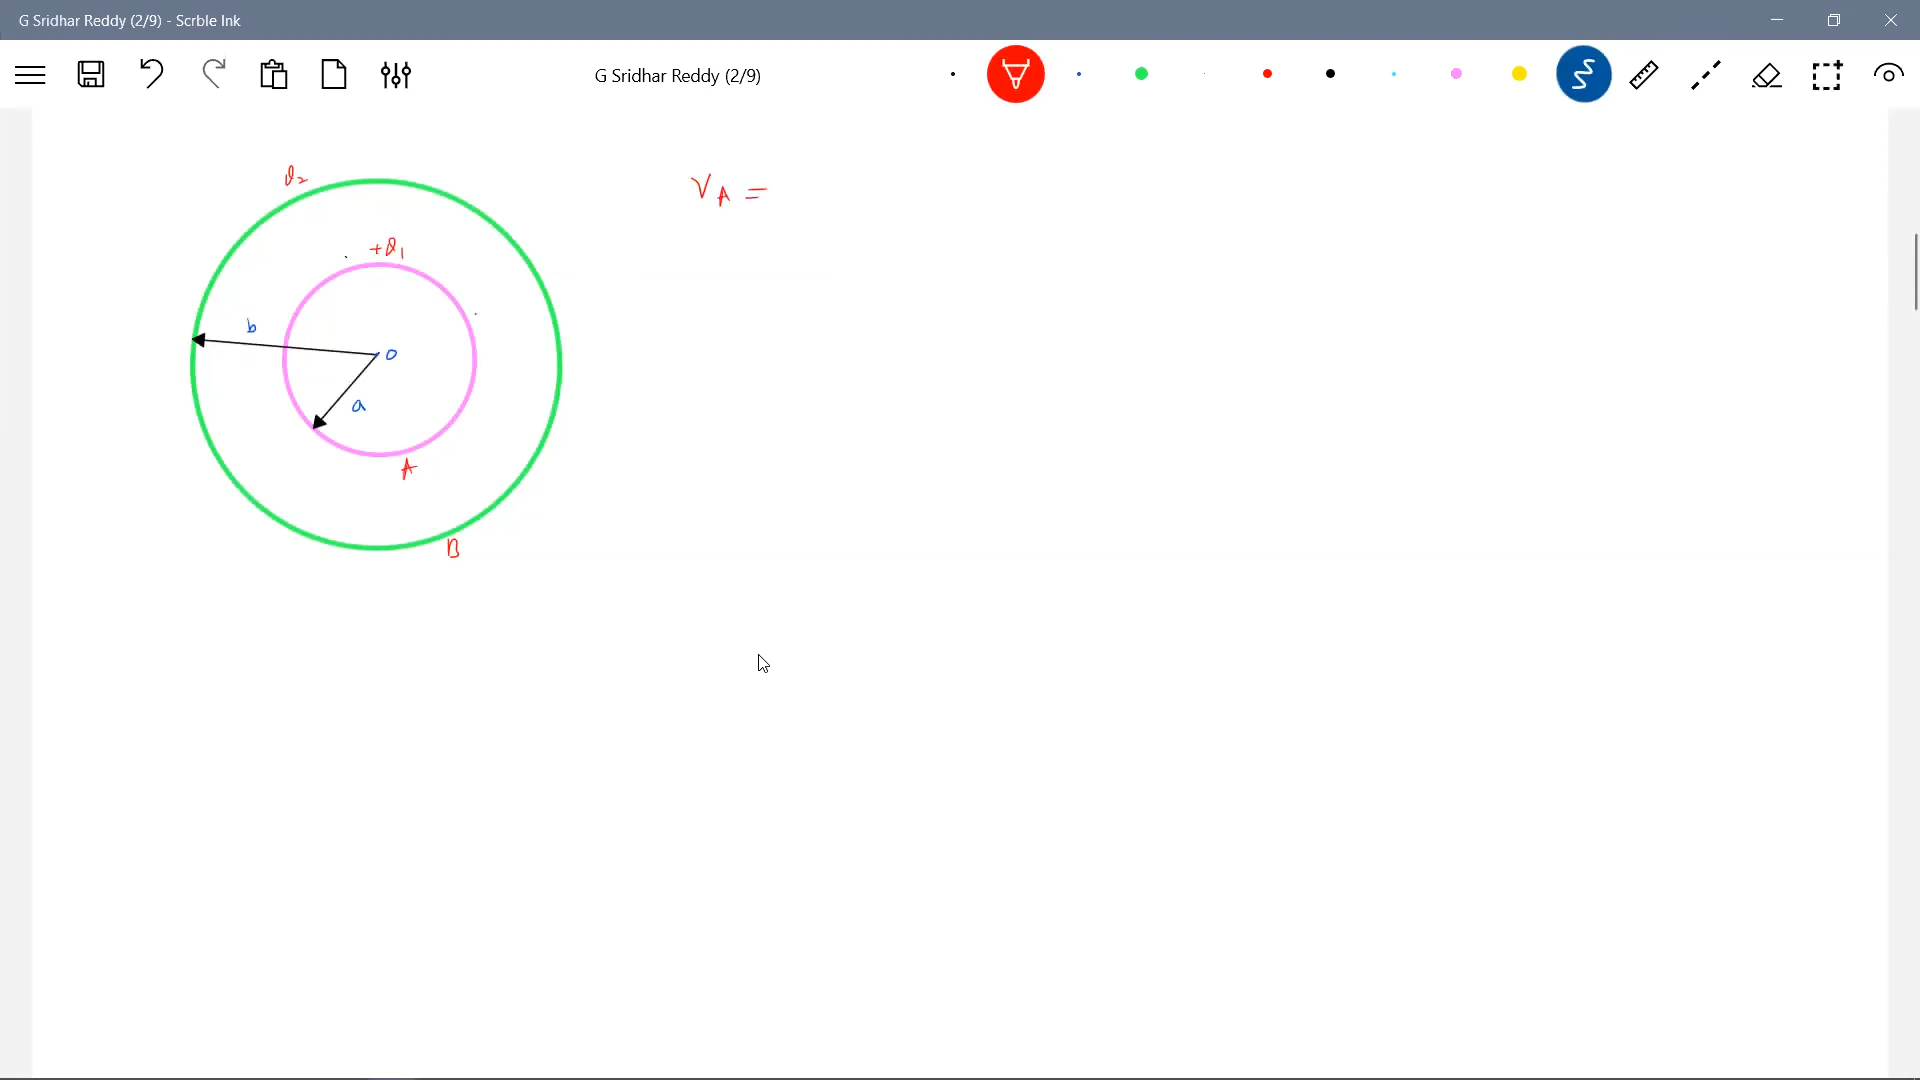 G Sridhar Reddy (2/9) - Scrble Ink
G Sridhar Reddy (2/9)
Q2
V_A =
+Q1
b
O
a
A
B